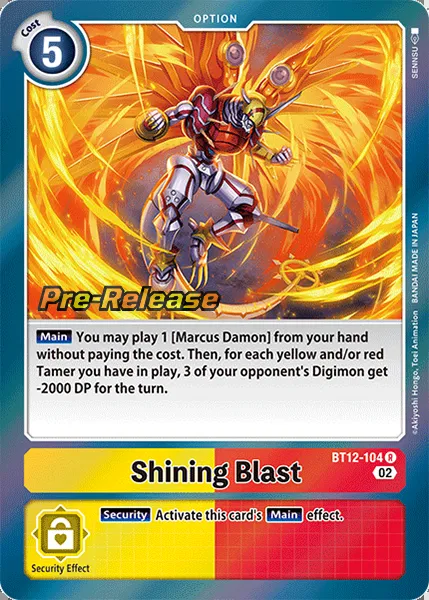 OPTION
Cost
5
SENNSU
Pre-Release
Main You may play 1 [Marcus Damon] from your hand
without paying the cost. Then, for each yellow and/or red
Tamer you have in play, 3 of your opponent's Digimon get
-2000 DP for the turn.
©Akiyoshi Hongo, Toei Animation BANDAI MADE IN JAPAN
BT12-104 R
Shining Blast
02
Security Activate this card's Main effect.
Security Effect